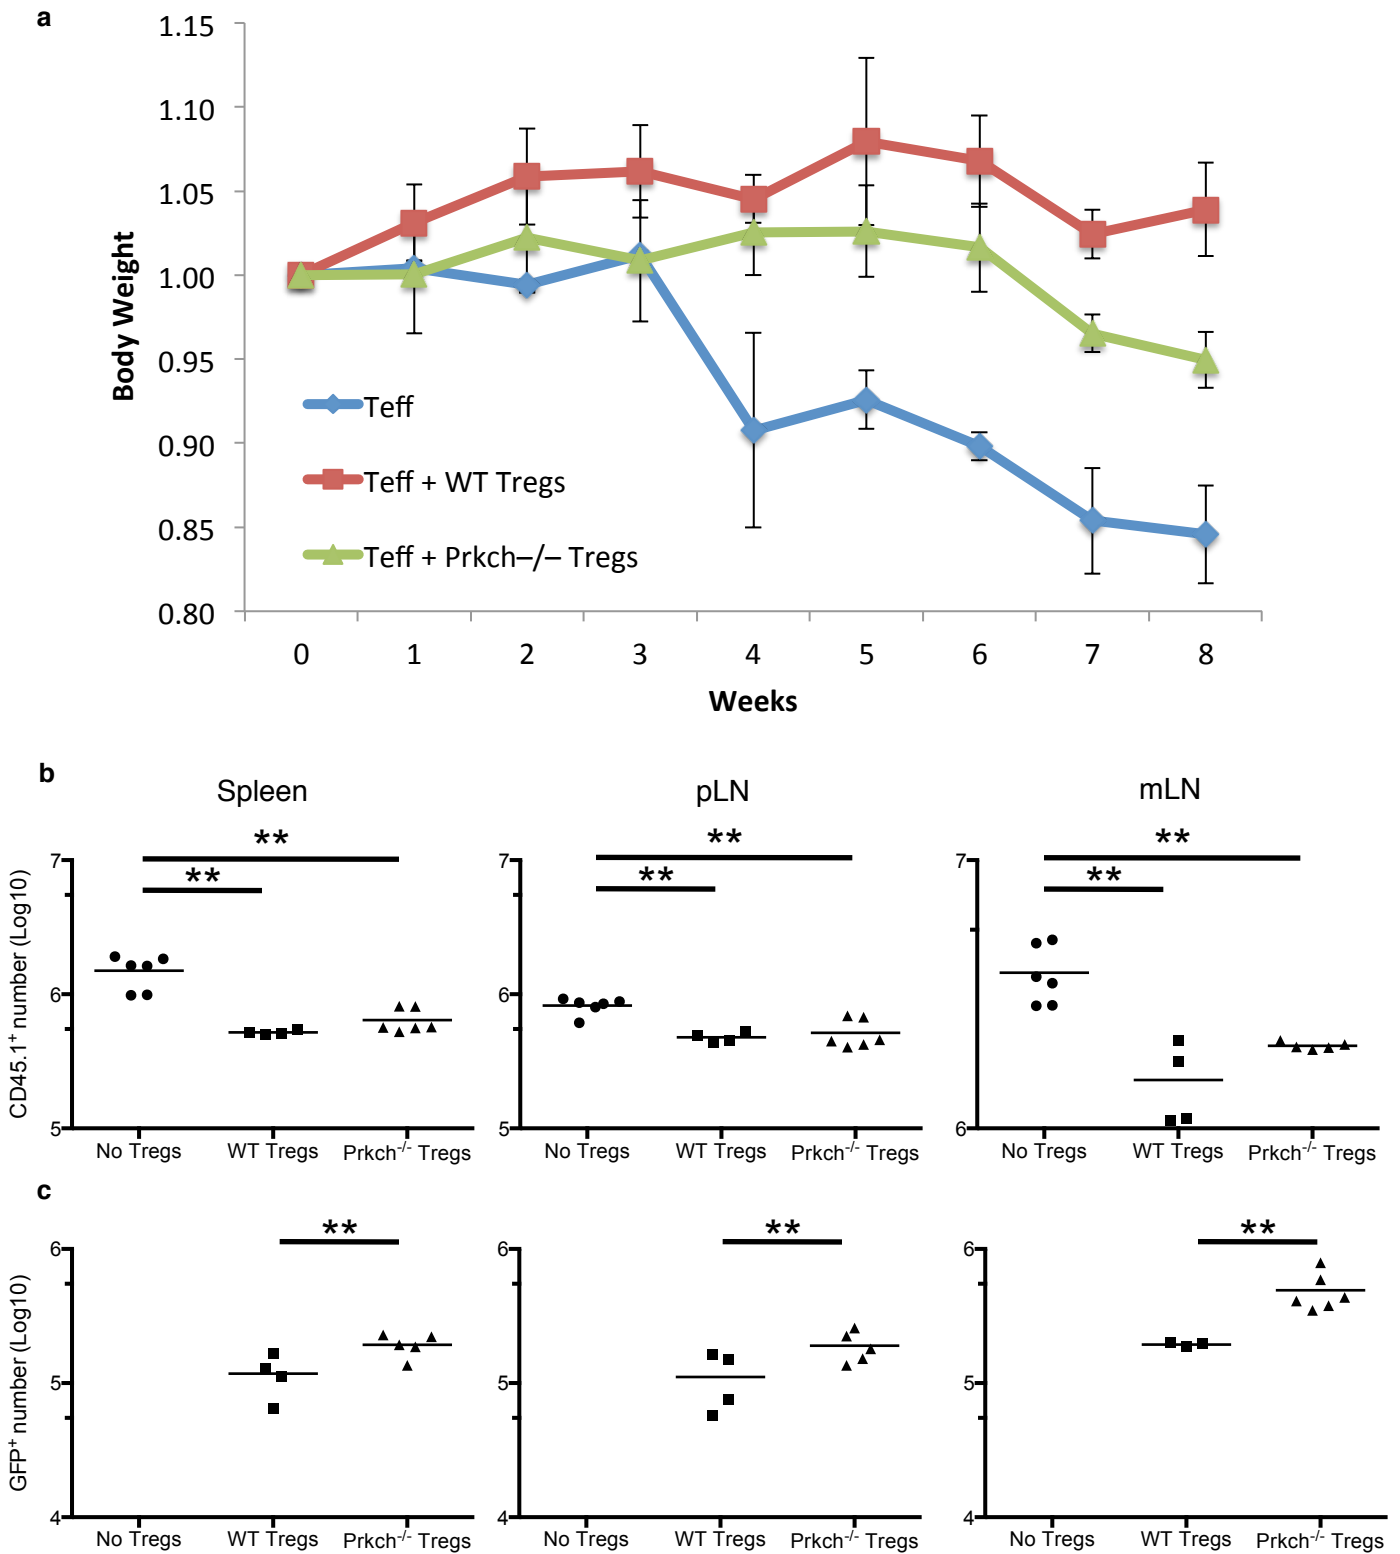 a
1.15
1.10
1.05
1.00
0.95
0.90
0.85
0.80
Body Weight
Teff
Teff + WT Tregs
Teff + Prkch–/– Tregs
0 1 2 3 4 5 6 7 8
Weeks
b
Spleen pLN mLN
** ** **
** ** **
CD45.1+ number (Log10)
7 7 7
6 6
5 5 6
No Tregs WT Tregs Prkch-/- Tregs No Tregs WT Tregs Prkch-/- Tregs No Tregs WT Tregs Prkch-/- Tregs
c
** ** **
GFP+ number (Log10)
6 6 6
5 5 5
4 4 4
No Tregs WT Tregs Prkch-/- Tregs No Tregs WT Tregs Prkch-/- Tregs No Tregs WT Tregs Prkch-/- Tregs